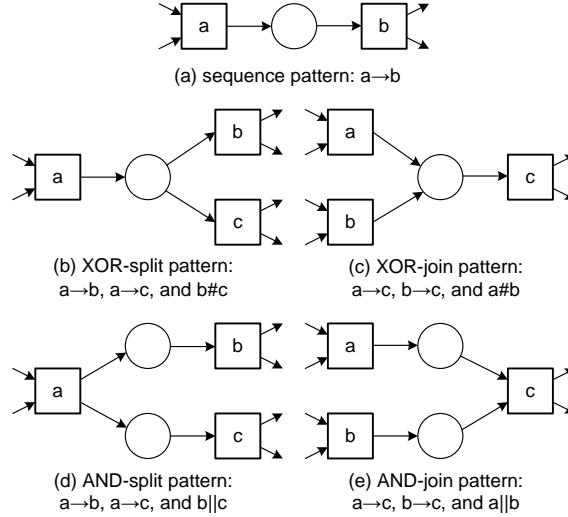 a
b
(a) sequence pattern: a→b
b
a
a
c
c
b
(b) XOR-split pattern:
a→b, a→c, and b#c
(c) XOR-join pattern:
a→c, b→c, and a#b
b
a
a
c
c
b
(d) AND-split pattern:
a→b, a→c, and b||c
(e) AND-join pattern:
a→c, b→c, and a||b